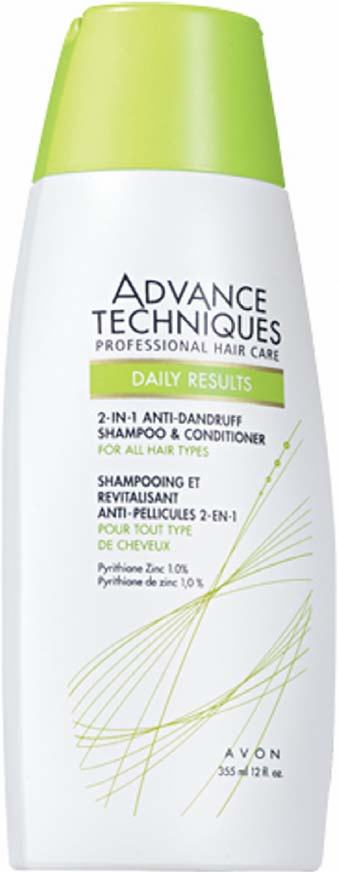 ADVANCE
TECHNIQUES
PROFESSIONAL HAIR CARE
DAILY RESULTS
2-IN-1 ANTI-DANDRUFF
SHAMPOO & CONDITIONER
FOR ALL HAIR TYPES
SHAMPOOING ET
REVITALISANT
ANTI-PELLICULES 2-EN-1
POUR TOUT TYPE
DE CHEVEUX
Pyrithione Zinc 1.0%
Pyrithione de zinc 1,0 %
AVON
355 ml 12 fl. oz.